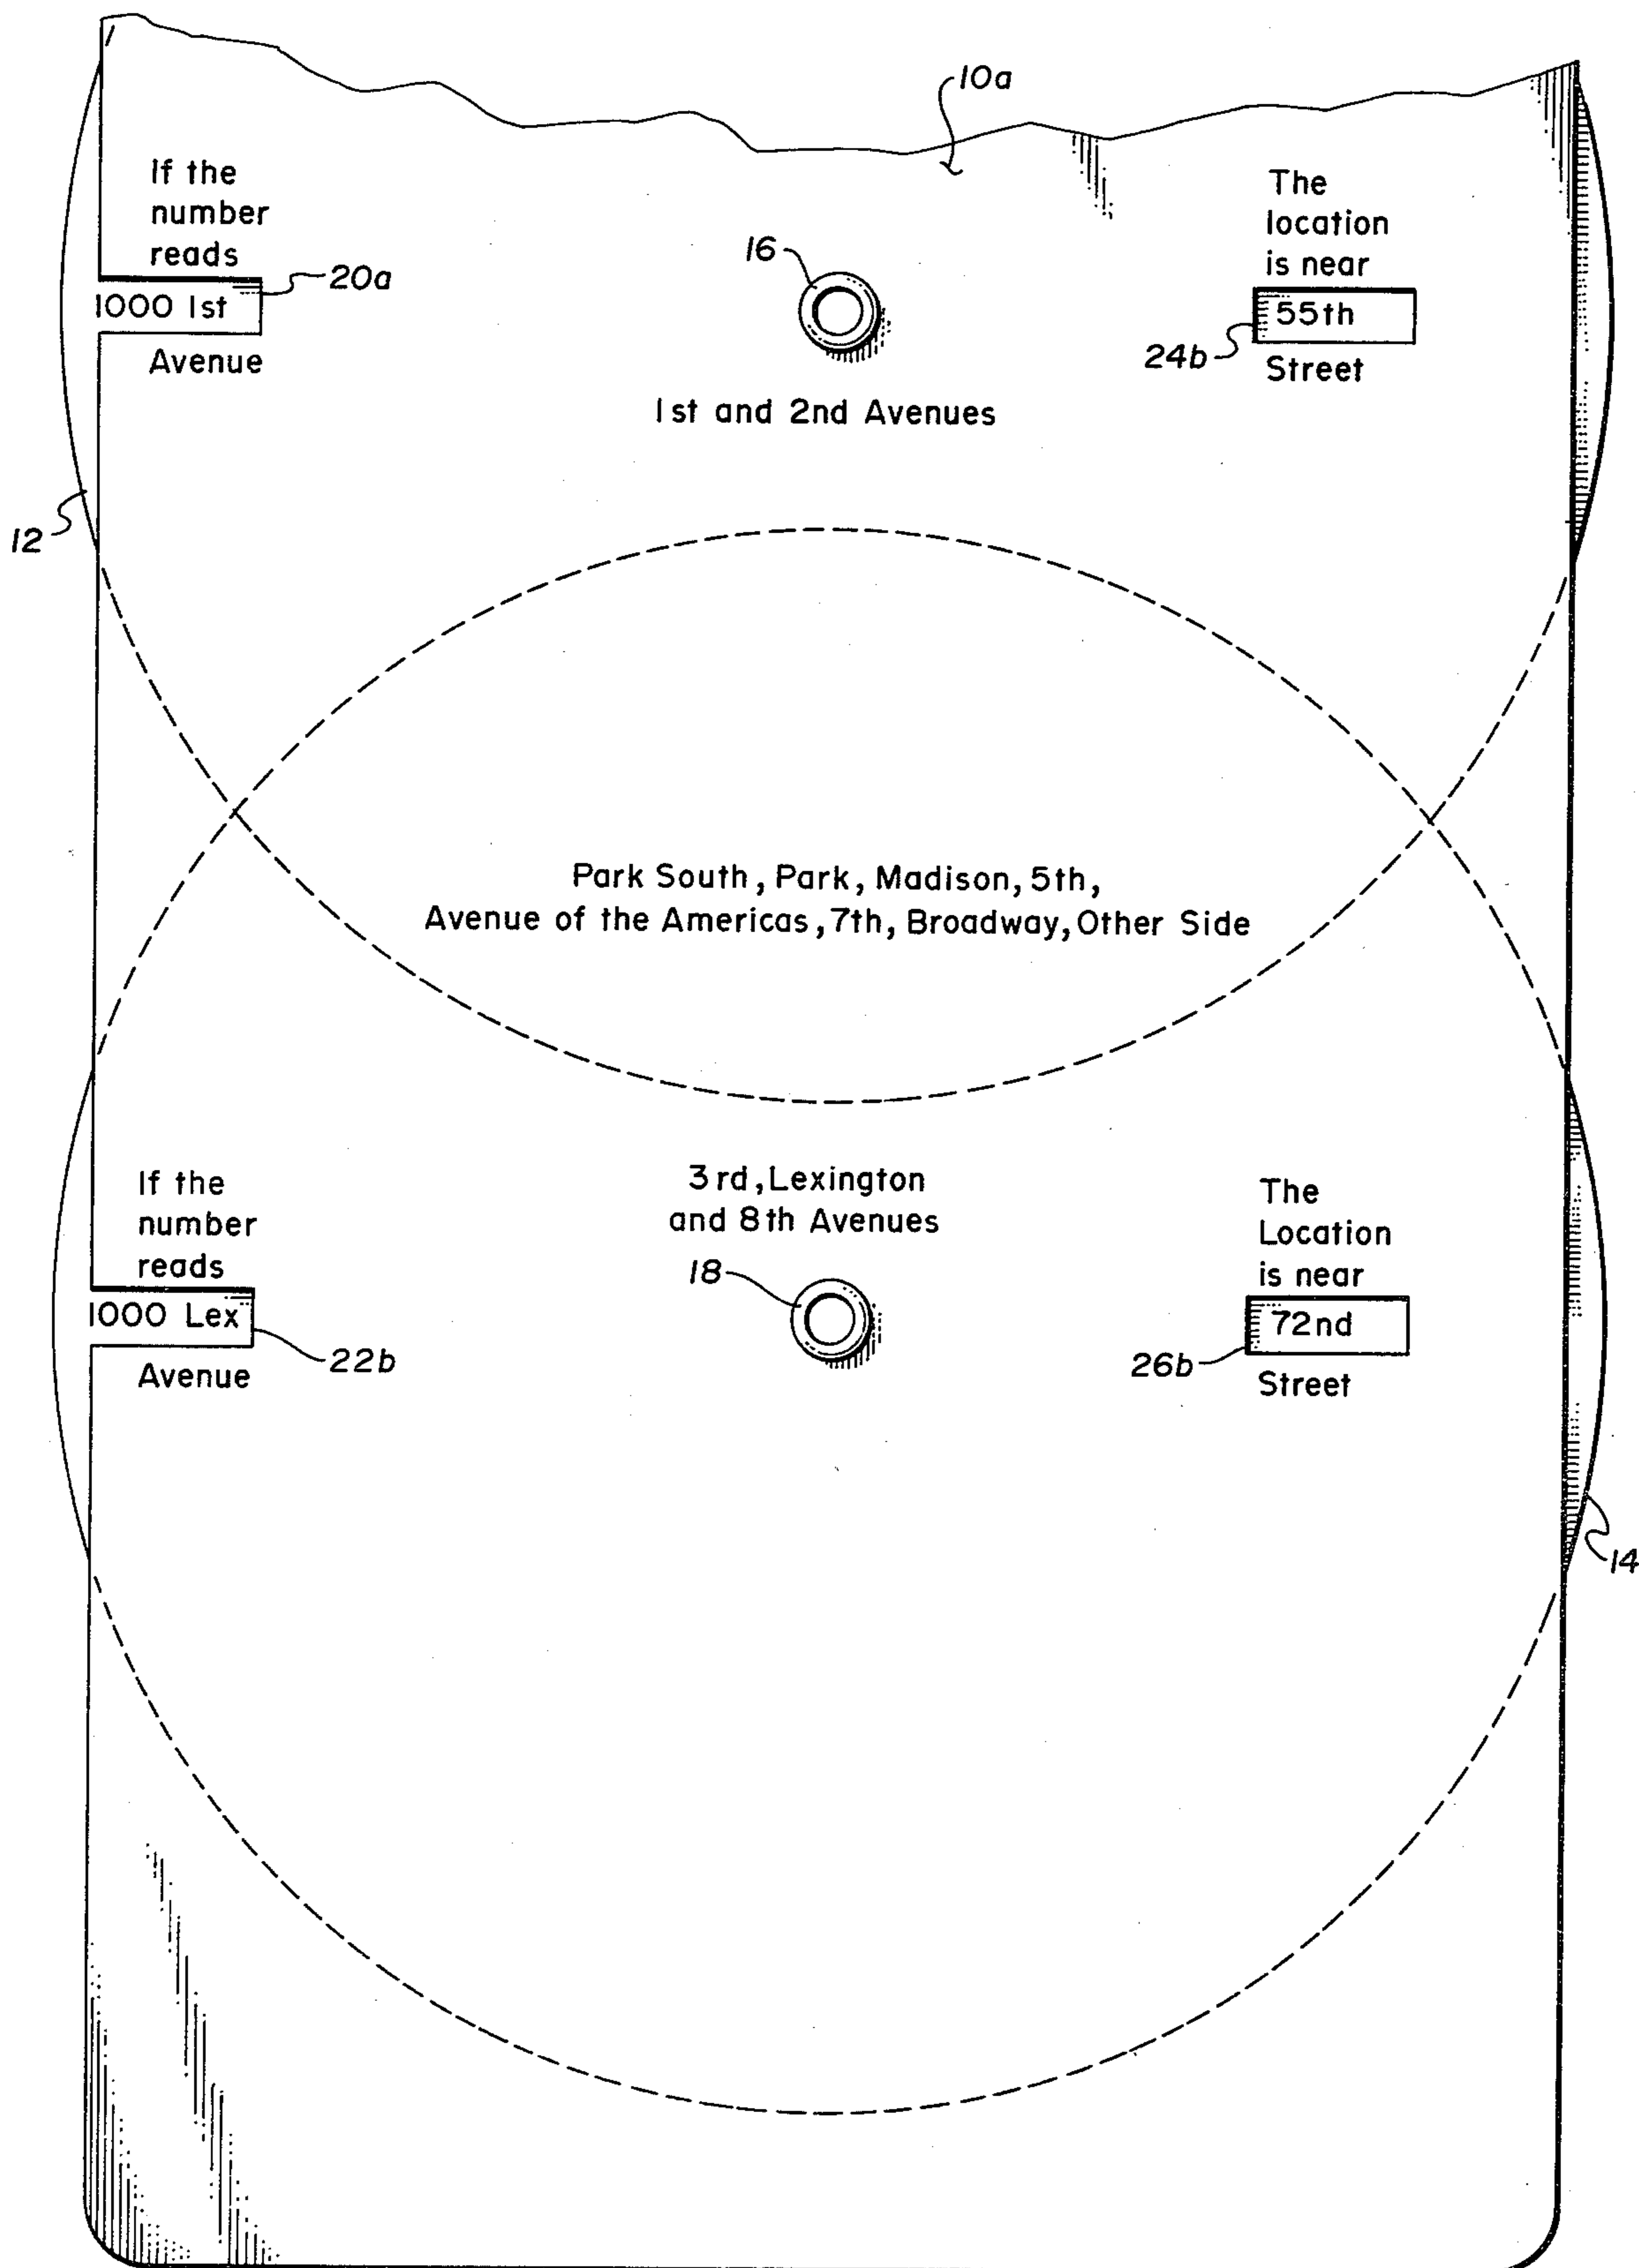 10a
If the
number
reads
1000 1st
Avenue
20a
16
1st and 2nd Avenues
The
location
is near
55th
Street
24b
12
Park South, Park, Madison, 5th,
Avenue of the Americas, 7th, Broadway, Other Side
If the
number
reads
1000 Lex
Avenue
22b
3rd, Lexington
and 8th Avenues
18
The
Location
is near
72nd
Street
26b
14